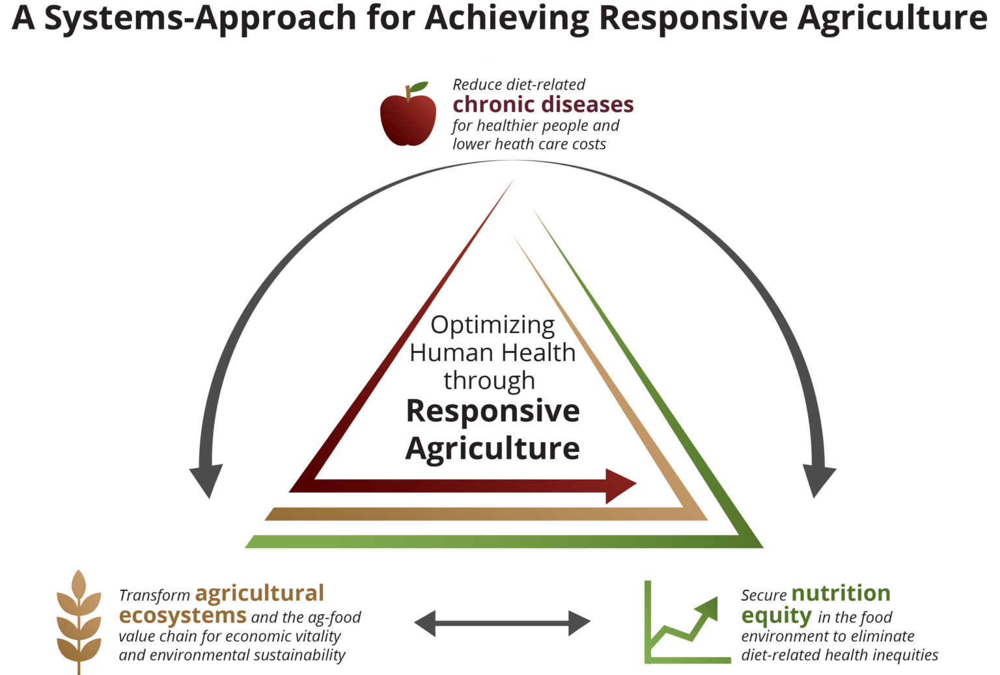 A Systems-Approach for Achieving Responsive Agriculture
Reduce diet-related
chronic diseases
for healthier people and
lower heath care costs
Optimizing
Human Health
through
Responsive
Agriculture
Transform agricultural
ecosystems and the ag-food
value chain for economic vitality
and environmental sustainability
Secure nutrition
equity in the food
environment to eliminate
diet-related health inequities